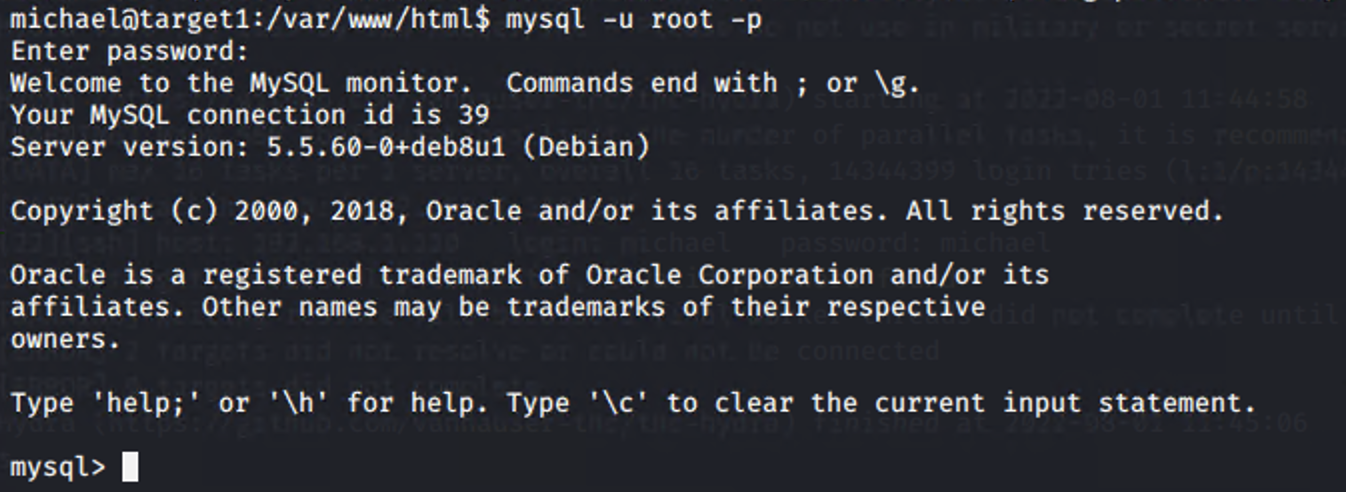 michael@target1:/var/www/html$ mysql -u root -p
Enter password:
Welcome to the MySQL monitor.  Commands end with ; or \g.
Your MySQL connection id is 39
Server version: 5.5.60-0+deb8u1 (Debian)
Copyright (c) 2000, 2018, Oracle and/or its affiliates. All rights reserved.
Oracle is a registered trademark of Oracle Corporation and/or its
affiliates. Other names may be trademarks of their respective
owners.
Type 'help;' or '\h' for help. Type '\c' to clear the current input statement.
mysql>